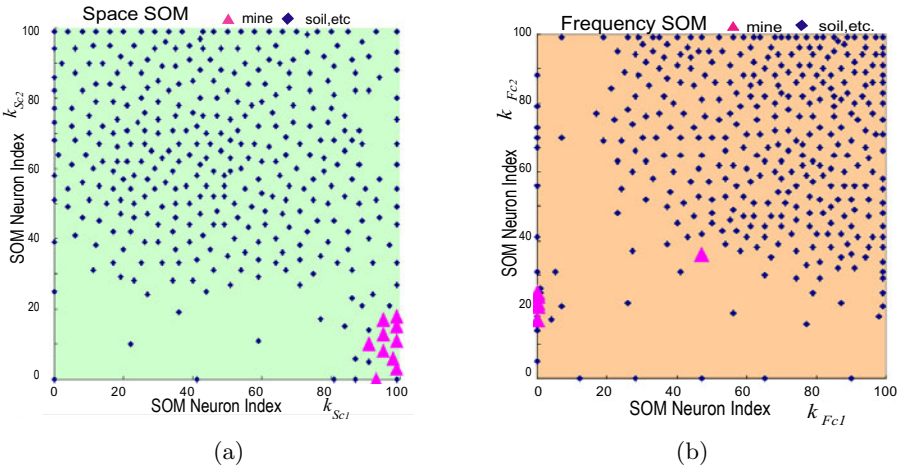 Space SOM
mine
soil,etc
100
80
60
40
20
0
0
20
40
60
80
100
SOM Neuron Index
k Sc2
SOM Neuron Index
k Sc1
(a)
Frequency SOM
mine
soil,etc.
100
80
60
40
20
0
0
20
40
60
80
100
SOM Neuron Index
k Fc2
SOM Neuron Index
k Fc1
(b)